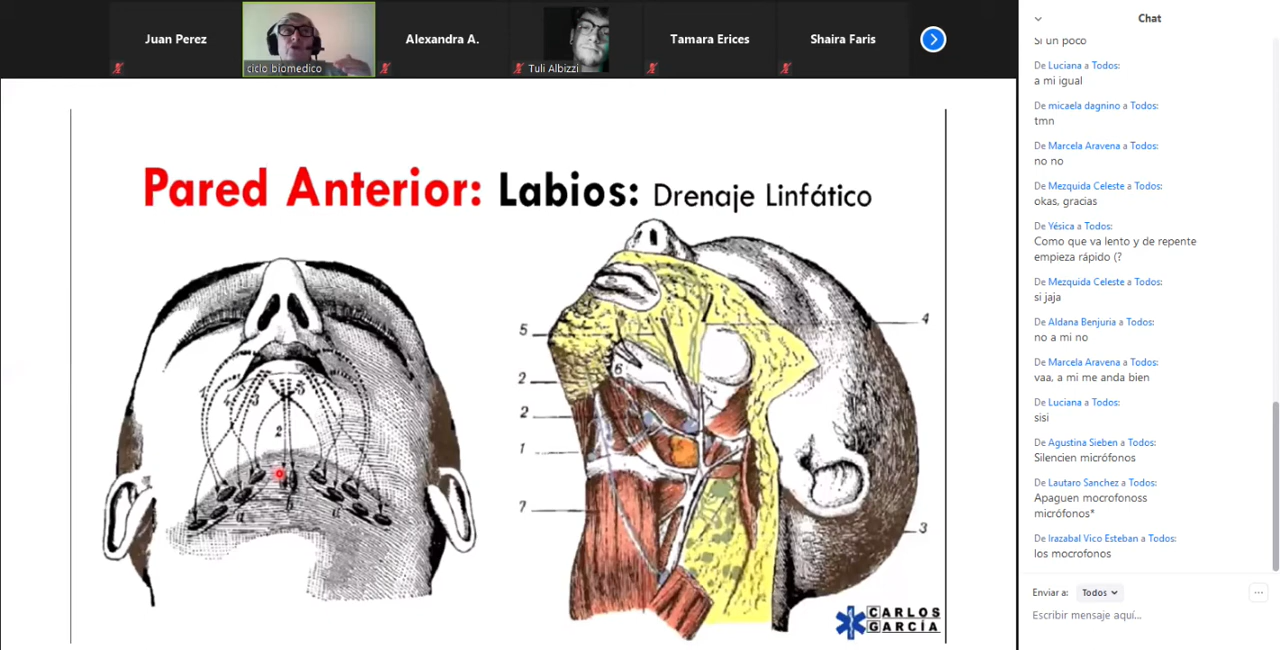 Juan Perez
ciclo biomedico
Alexandra A.
Tuli Albizzi
Tamara Erices
Shaira Faris
Pared Anterior: Labios: Drenaje Linfático
1
4
3
3
2
a
b
a
5
2
2
1
7
6
4
3
CARLOS
GARCÍA
Chat
Si un poco
De Luciana a Todos:
a mi igual
De micaela dagnino a Todos:
tmn
De Marcela Aravena a Todos:
no no
De Mezquida Celeste a Todos:
okas, gracias
De Yésica a Todos:
Como que va lento y de repente
empieza rápido (?
De Mezquida Celeste a Todos:
si jaja
De Aldana Benjuria a Todos:
no a mi no
De Marcela Aravena a Todos:
vaa, a mi me anda bien
De Luciana a Todos:
sisi
De Agustina Sieben a Todos:
Silencien micrófonos
De Lautaro Sanchez a Todos:
Apaguen mocrofonoss
micrófonos*
De Irazabal Vico Esteban a Todos:
los mocrofonos
Enviar a: Todos
Escribir mensaje aquí...